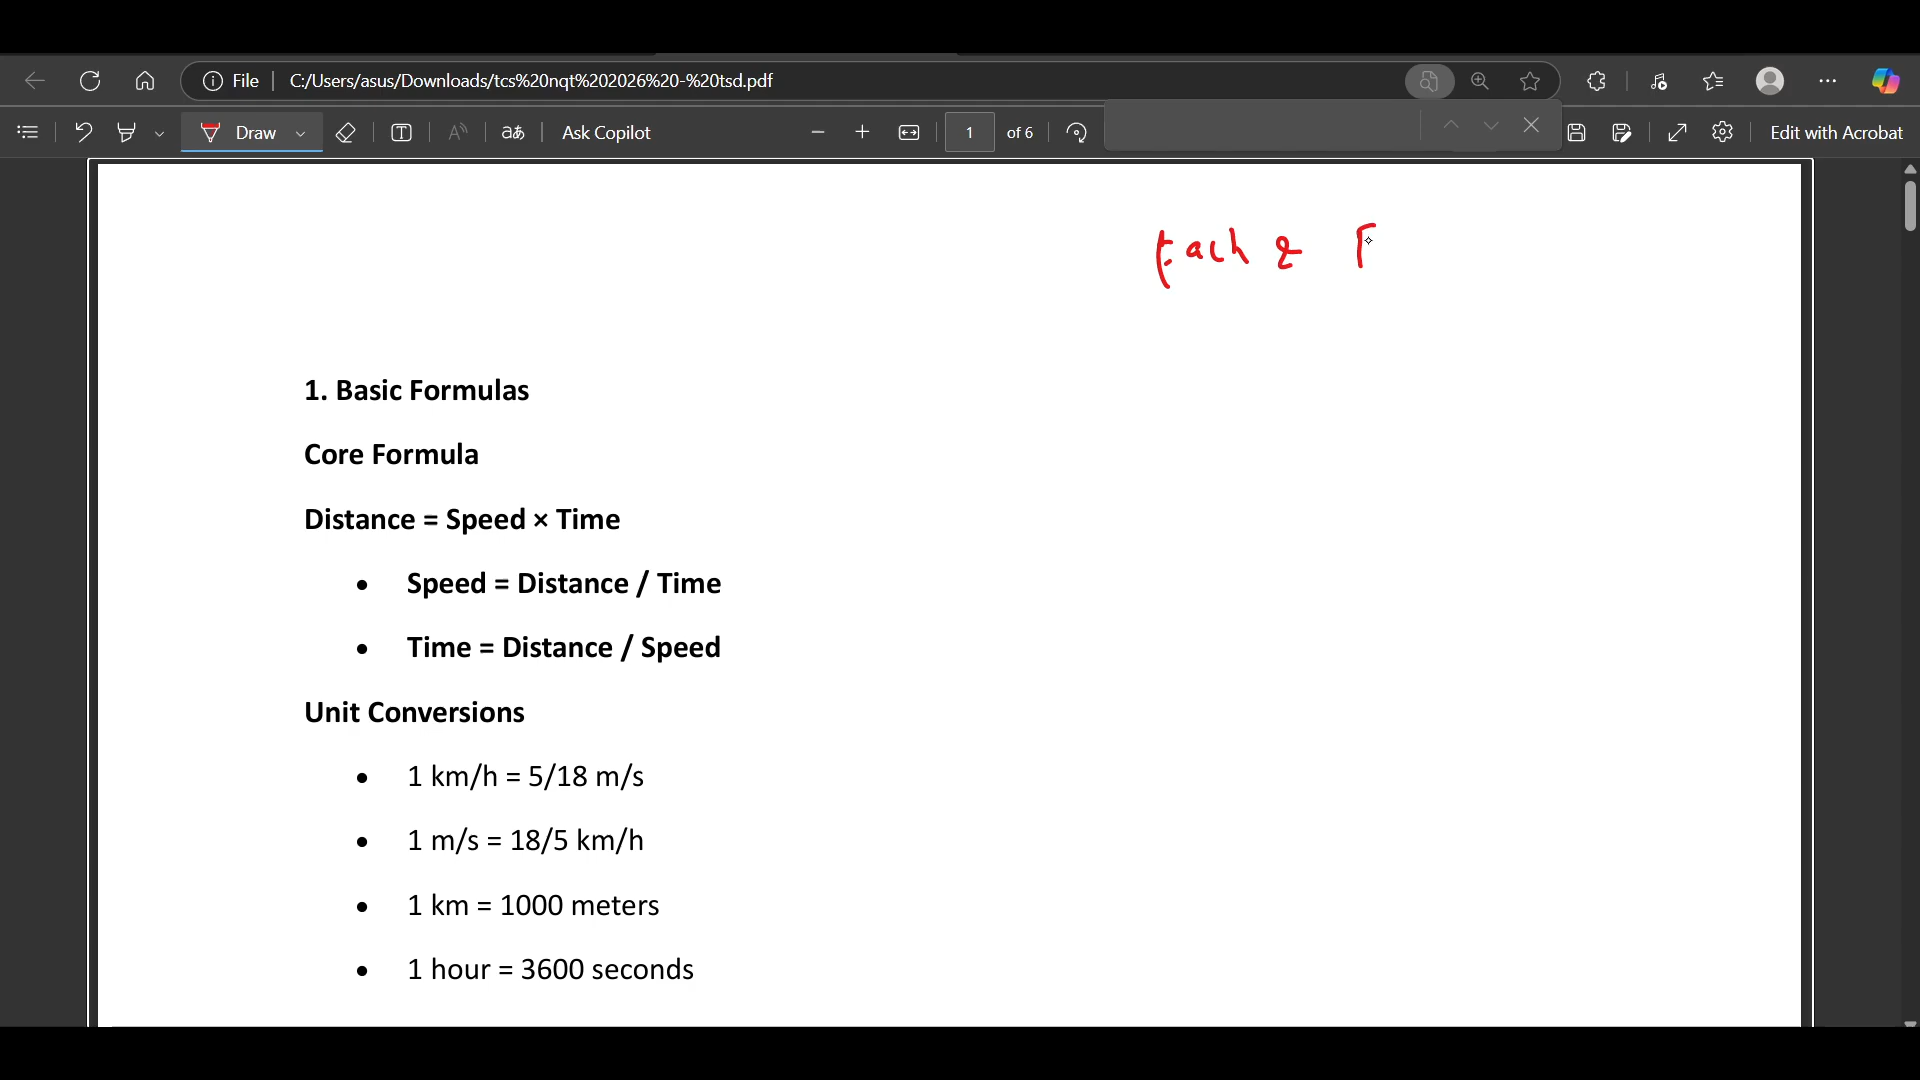 File
C:/Users/asus/Downloads/tcs%20nqt%202026%20-%20tsd.pdf
Draw
aあ
Ask Copilot
1
of 6
Edit with Acrobat
Each &
1. Basic Formulas
Core Formula
Distance = Speed × Time
• Speed = Distance / Time
• Time = Distance / Speed
Unit Conversions
• 1 km/h = 5/18 m/s
• 1 m/s = 18/5 km/h
• 1 km = 1000 meters
• 1 hour = 3600 seconds